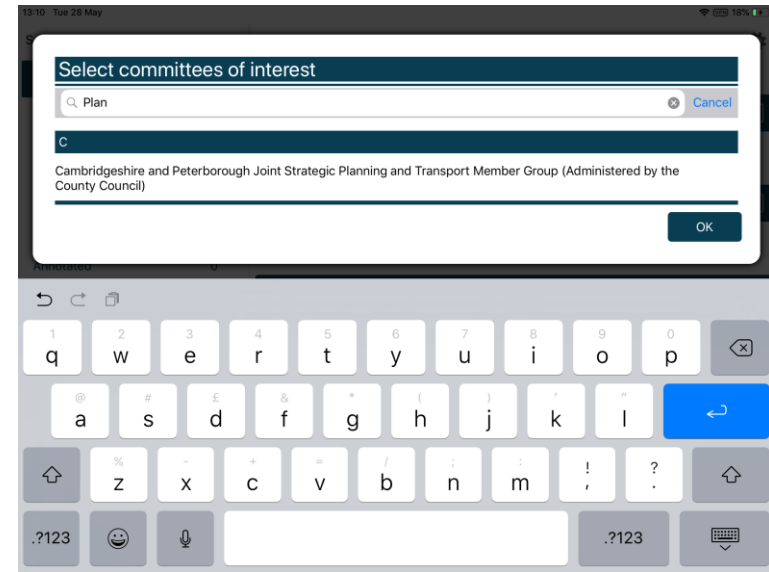 13:10 Tue 28 May
VPN 18%
Select committees of interest
Plan
Cancel
C
Cambridgeshire and Peterborough Joint Strategic Planning and Transport Member Group (Administered by the
County Council)
OK
Annotated 0
1 2 3 4 5 6 7 8 9 0
q w e r t y u i o p
@ # £ & * ( ) ' "
a s d f g h j k l
% - + = / ; : ! ?
z x c v b n m , .
.?123 .?123